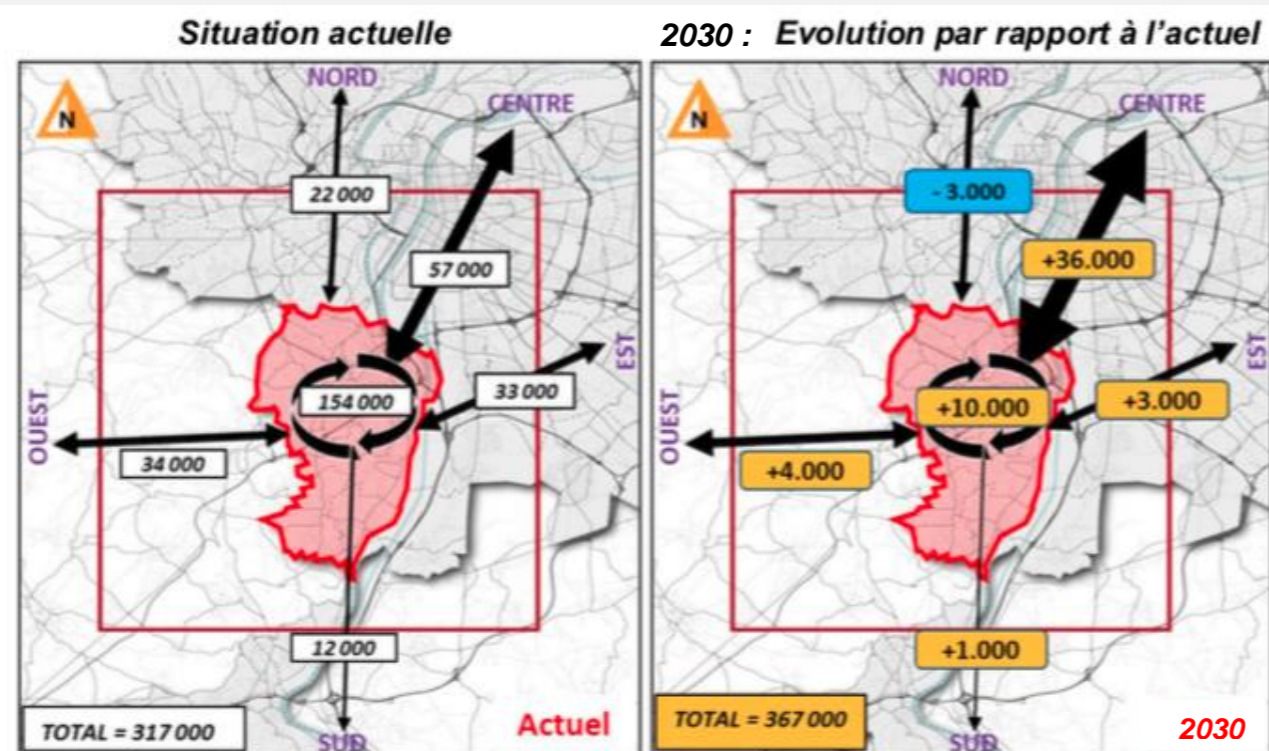 Situation actuelle
N
NORD
CENTRE
22 000
57 000
EST
33 000
154 000
OUEST
34 000
12 000
TOTAL = 317 000
SUD
Actuel
2030 : Evolution par rapport à l'actuel
N
NORD
CENTRE
- 3.000
+36.000
EST
+3.000
+10.000
OUEST
+4.000
+1.000
TOTAL = 367 000
SUD
2030